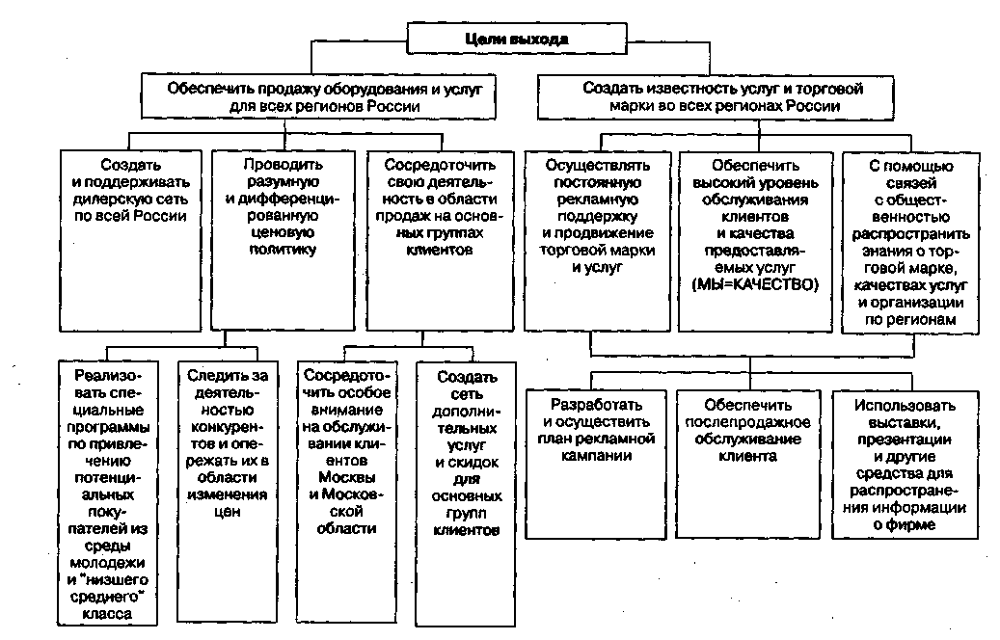 Цели выхода
Обеспечить продажу оборудования и услуг
для всех регионов России
Создать известность услуг и торговой
марки во всех регионах России
Создать
и поддерживать
дилерскую сеть
по всей России
Проводить
разумную
и дифференци-
рованную
ценовую
политику
Сосредоточить
свою деятель-
ность в области
продаж на основ-
ных группах
клиентов
Осуществлять
постоянную
рекламную
поддержку
и продвижение
торговой марки
и услуг
Обеспечить
высокий уровень
обслуживания
клиентов
и качества
предоставля-
емых услуг
(МЫ=КАЧЕСТВО)
С помощью
связей
с общест-
венностью
распространить
знания о тор-
говой марке,
качествах услуг
и организации
по регионам
Реализо-
вать спе-
циальные
программы
по привле-
чению
потенци-
альных
поку-
пателей из
среды
молодежи
и "низшего
среднего"
класса
Следить за
деятель-
ностью
конкурен-
тов и опе-
режать их в
области
изменения
цен
Сосредото-
чить особое
внимание
на обслужи-
вании кли-
ентов
Москвы
и Москов-
ской
области
Создать
сеть
дополни-
тельных
услуг
и скидок для
основных
групп
клиентов
Разработать
и осуществить
план рекламной
кампании
Обеспечить
послепродажное
обслуживание
клиента
Использовать
выставки,
презентации
и другие
средства для
распростране-
ния информации
о фирме